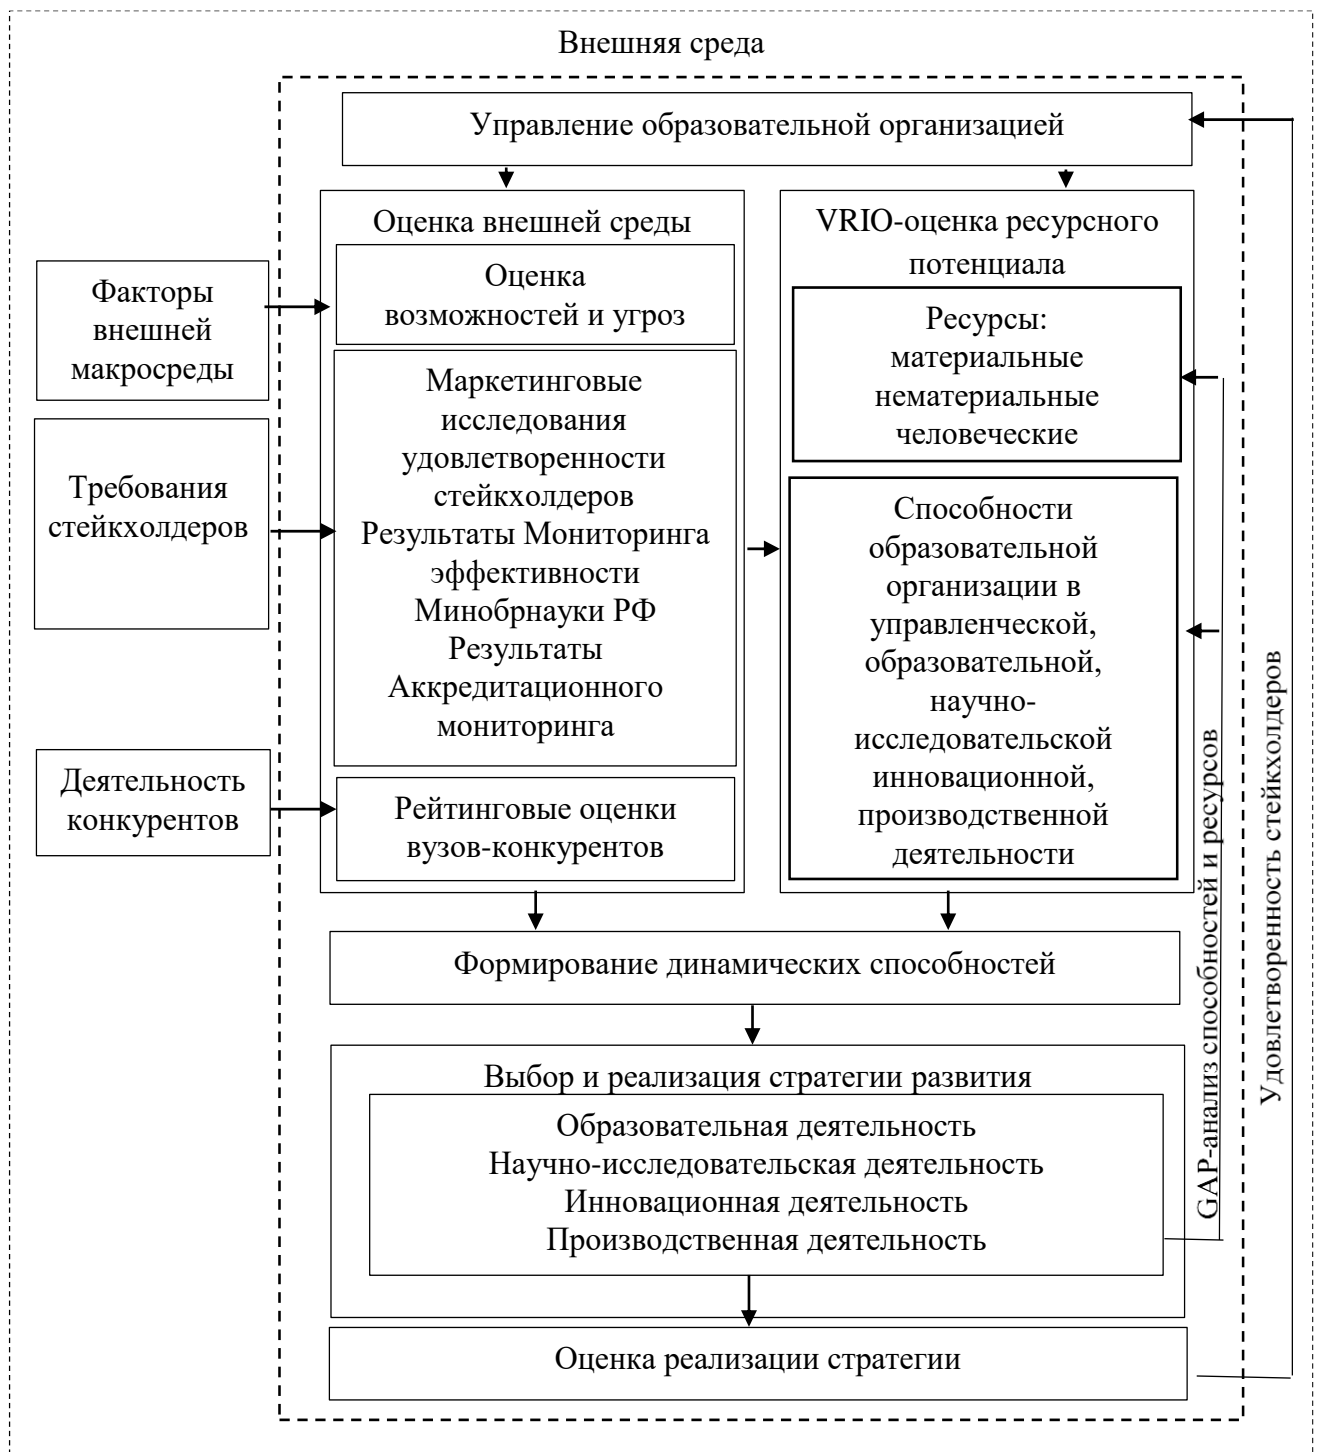 Внешняя среда
Управление образовательной организацией
Оценка внешней среды
Оценка
возможностей и угроз
Маркетинговые
исследования
удовлетворенности
стейкхолдеров
Результаты Мониторинга
эффективности
Минобрнауки РФ
Результаты
Аккредитационного
мониторинга
Рейтинговые оценки
вузов-конкурентов
VRIO-оценка ресурсного
потенциала
Ресурсы:
материальные
нематериальные
человеческие
Способности
образовательной
организации в
управленческой,
образовательной,
научно-
исследовательской
инновационной,
производственной
деятельности
Факторы
внешней
макросреды
Требования
стейкхолдеров
Деятельность
конкурентов
Формирование динамических способностей
Выбор и реализация стратегии развития
Образовательная деятельность
Научно-исследовательская деятельность
Инновационная деятельность
Производственная деятельность
Оценка реализации стратегии
GAP-анализ способностей и ресурсов
Удовлетворенность стейкхолдеров